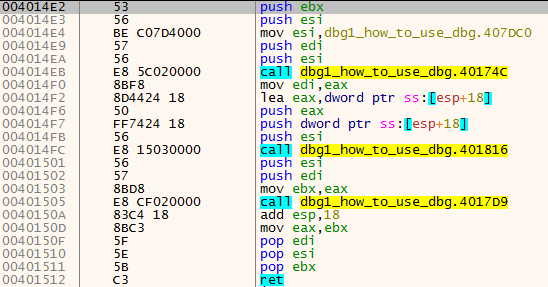 004014E2 53 push ebx
004014E3 56 push esi
004014E4 BE C07D4000 mov esi,dbg1_how_to_use_dbg.407DC0
004014E9 57 push edi
004014EA 56 push esi
004014EB E8 5C020000 call dbg1_how_to_use_dbg.40174C
004014F0 8BF8 mov edi,eax
004014F2 8D4424 18 lea eax,dword ptr ss:[esp+18]
004014F6 50 push eax
004014F7 FF7424 18 push dword ptr ss:[esp+18]
004014FB 56 push esi
004014FC E8 15030000 call dbg1_how_to_use_dbg.401816
00401501 56 push esi
00401502 57 push edi
00401503 8BD8 mov ebx,eax
00401505 E8 CF020000 call dbg1_how_to_use_dbg.4017D9
0040150A 83C4 18 add esp,18
0040150D 8BC3 mov eax,ebx
0040150F 5F pop edi
00401510 5E pop esi
00401511 5B pop ebx
00401512 C3 ret